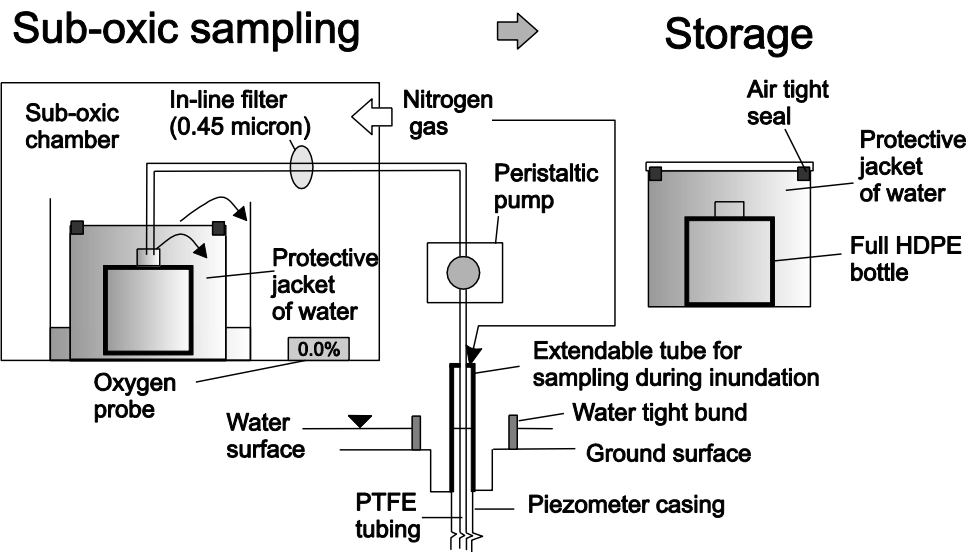 Sub-oxic sampling
Storage
Sub-oxic
chamber
In-line filter
(0.45 micron)
Nitrogen
gas
Peristaltic
pump
Air tight
seal
Protective
jacket
of water
Full HDPE
bottle
Protective
jacket
of water
0.0%
Oxygen
probe
Extendable tube for
sampling during inundation
Water
surface
Water tight bund
Ground surface
PTFE
tubing
Piezometer casing